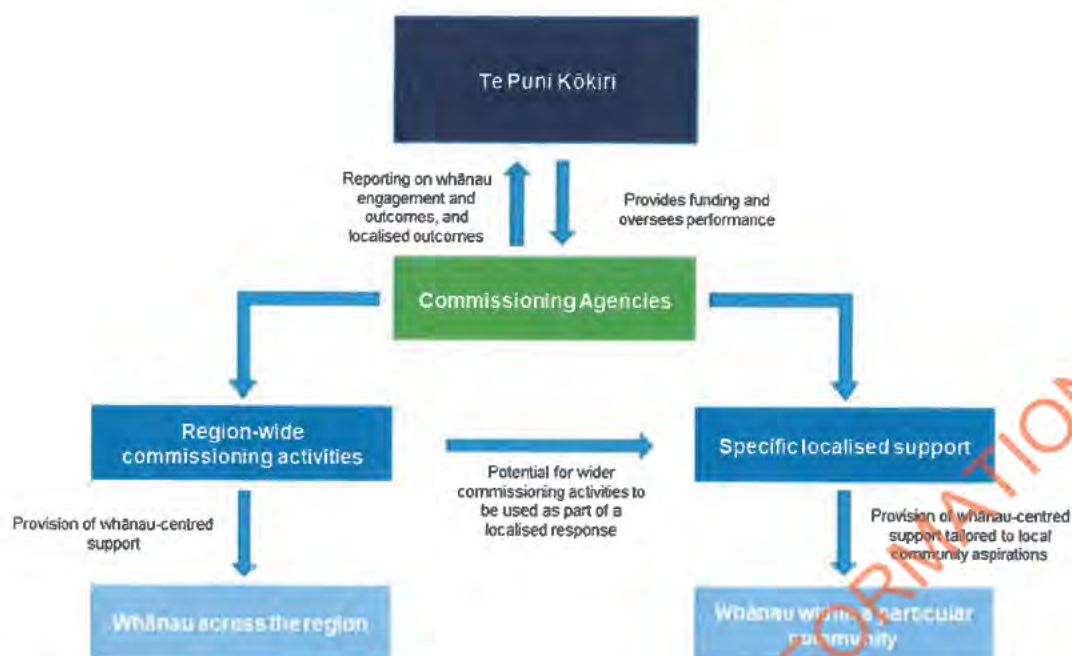 Te Puni Kōkiri
Reporting on whānau
engagement and
outcomes, and
localised outcomes
Provides funding and
oversees performance
Commissioning Agencies
Region-wide
commissioning activities
Specific localised support
Potential for wider
commissioning activities to
be used as part of a
localised response
Provision of whānau-centred
support
Provision of whānau-centred
support tailored to local
community aspirations
Whānau across the region
Whānau within a particular
community
ORMATION